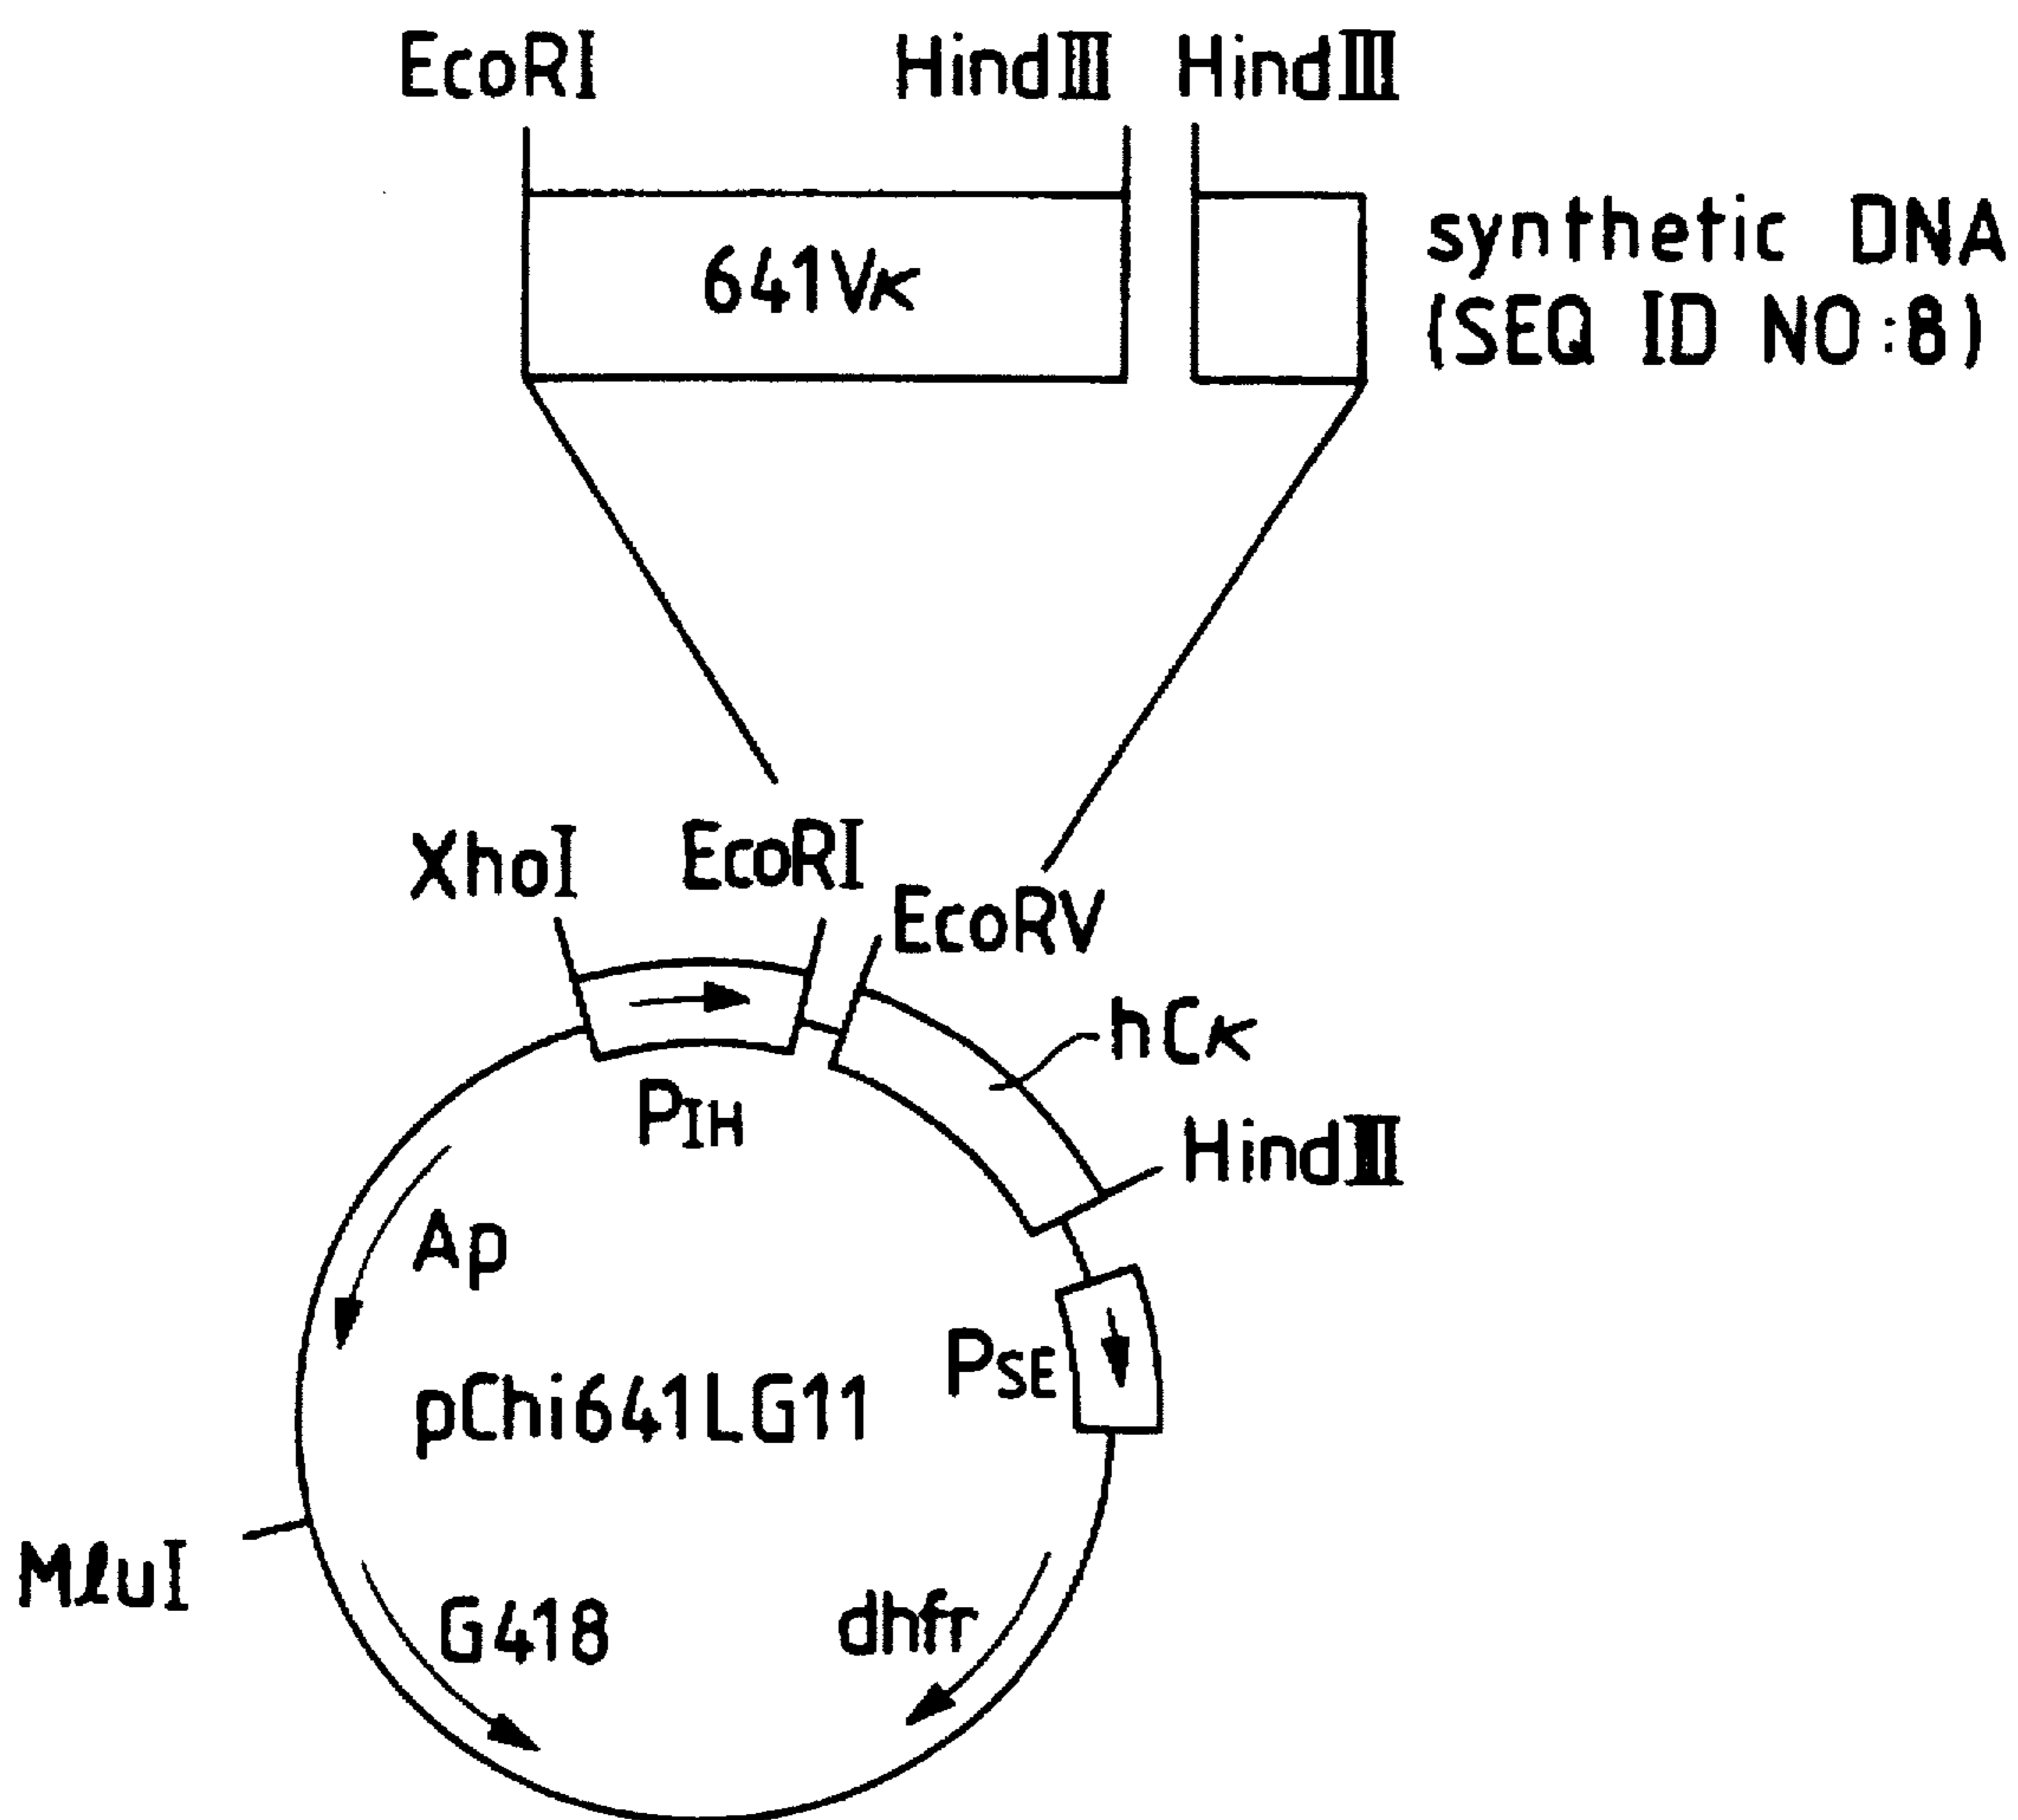 EcoRI HindIII HindIII
641Vκ
synthetic DNA
(SEQ ID NO:8)
XhoI EcoRI
EcoRV
hCκ
PIH
HindIII
Ap
PSE
pChi641LG11
MluI
G418
dhfr